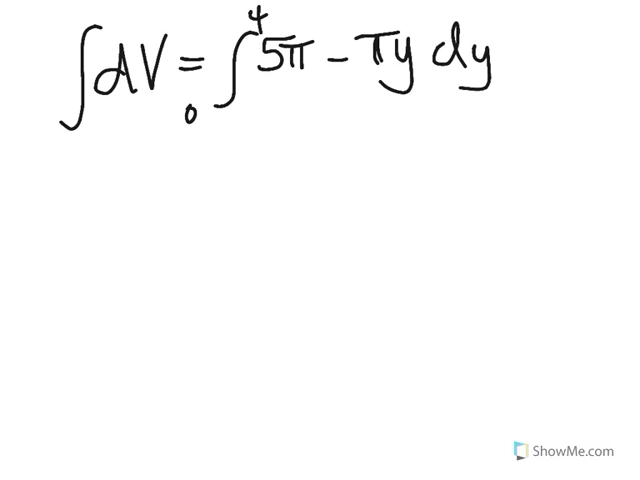 ∫dV = ∫₀⁴ 5π − πy dy
ShowMe.com